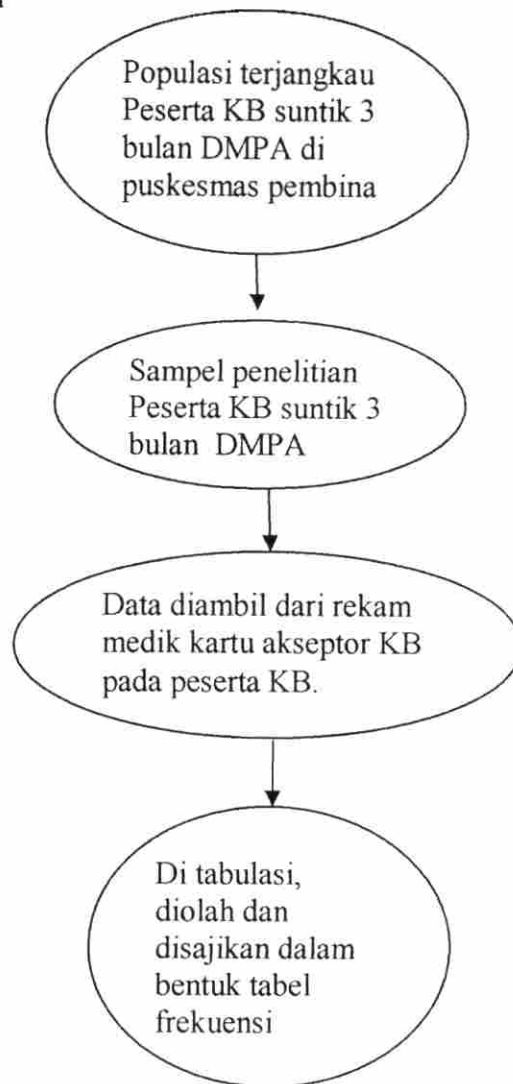 Populasi terjangkau
Peserta KB suntik 3
bulan DMPA di
puskesmas pembina
Sampel penelitian
Peserta KB suntik 3
bulan DMPA
Data diambil dari rekam
medik kartu akseptor KB
pada peserta KB.
Di tabulasi,
diolah dan
disajikan dalam
bentuk tabel
frekuensi